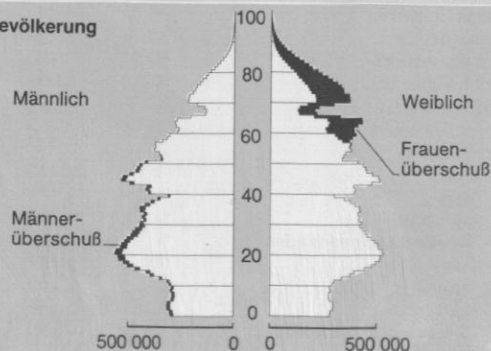 evölkerung
100
Männlich
80
Weiblich
60
Frauen-
überschuß
40
Männer-
überschuß
20
0
500 000
0
0
500 000